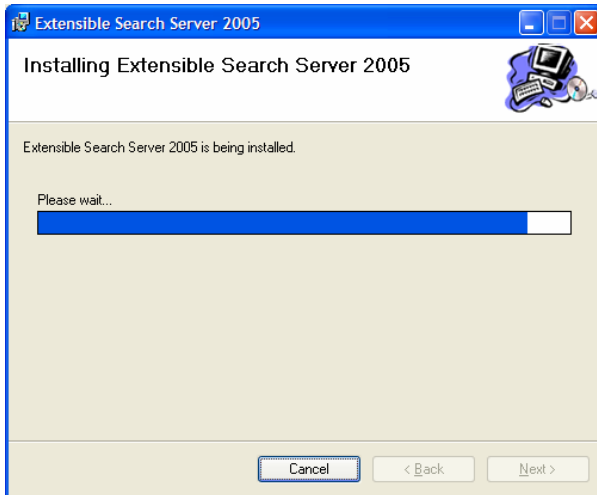 Extensible Search Server 2005
Installing Extensible Search Server 2005
Extensible Search Server 2005 is being installed.
Please wait...
Cancel
< Back
Next >